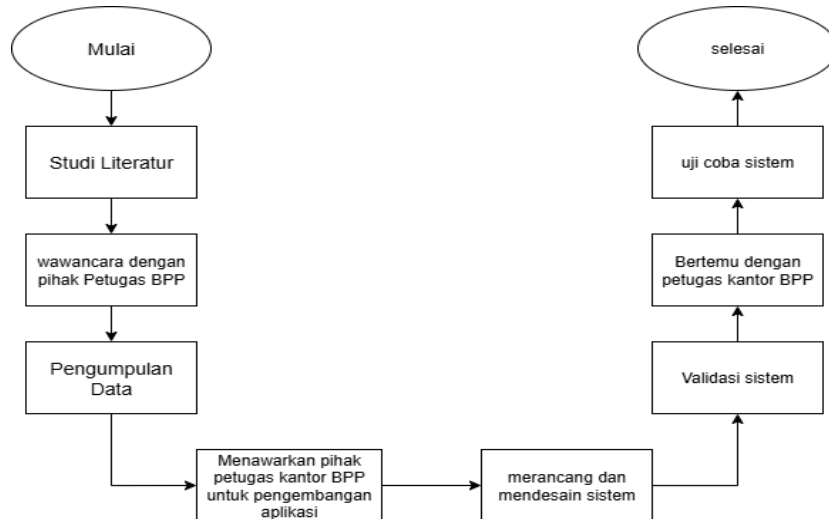 Mulai
Studi Literatur
wawancara dengan
pihak Petugas BPP
Pengumpulan
Data
Menawarkan pihak
petugas kantor BPP
untuk pengembangan
aplikasi
merancang dan
mendesain sistem
Validasi sistem
Bertemu dengan
petugas kantor BPP
uji coba sistem
selesai